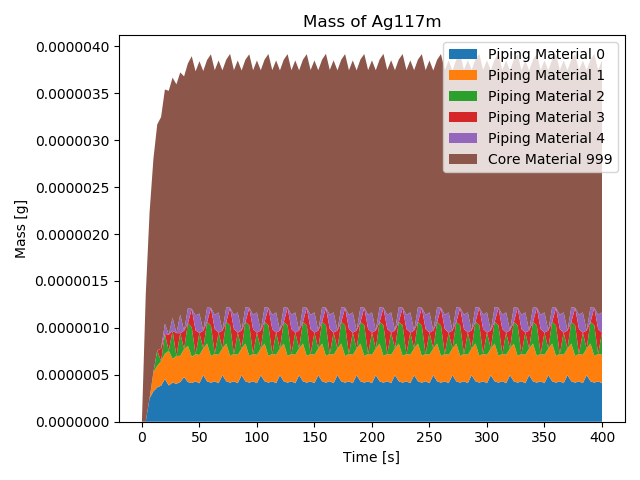 Mass of Ag117m
Mass [g]
0.0000040
0.0000035
0.0000030
0.0000025
0.0000020
0.0000015
0.0000010
0.0000005
0.0000000
Piping Material 0
Piping Material 1
Piping Material 2
Piping Material 3
Piping Material 4
Core Material 999
0 50 100 150 200 250 300 350 400
Time [s]